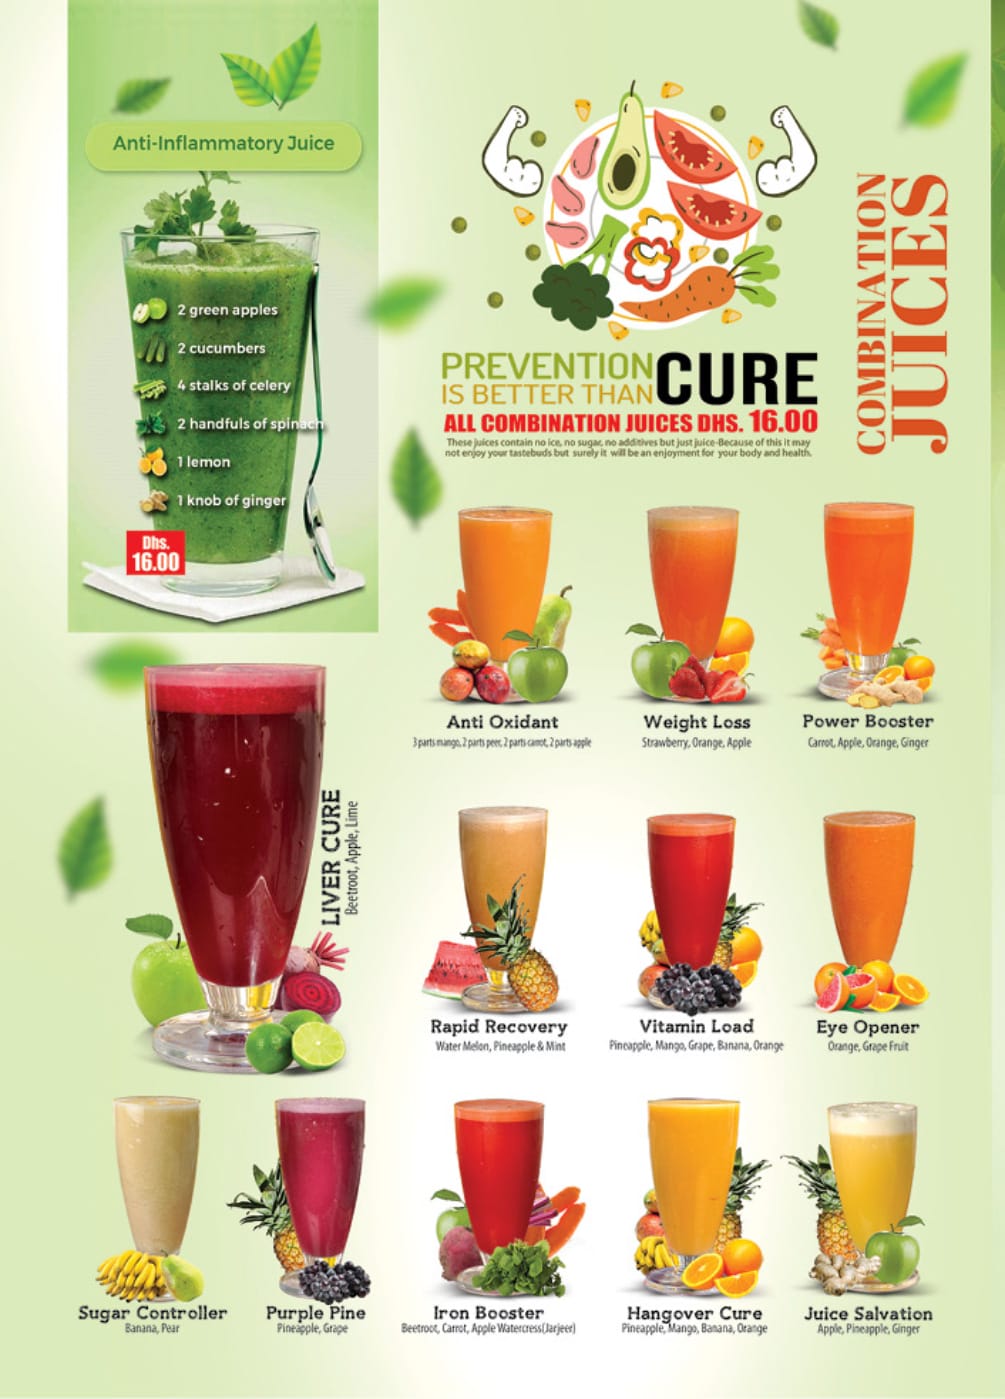 Anti-Inflammatory Juice
2 green apples
2 cucumbers
4 stalks of celery
2 handfuls of spinach
1 lemon
1 knob of ginger
Dhs.
16.00
COMBINATION
JUICES
PREVENTION
IS BETTER THAN
CURE
ALL COMBINATION JUICES DHS. 16.00
These juices contain no ice, no sugar, no additives but just juice-Because of this it may
not enjoy your tastebuds but surely it will be an enjoyment for your body and health.
Anti Oxidant
3 parts mango, 2 parts peer, 2 parts carrot, 2 parts apple
Weight Loss
Strawberry, Orange, Apple
Power Booster
Carrot, Apple, Orange, Ginger
LIVER CURE
Beetroot, Apple, Lime
Rapid Recovery
Water Melon, Pineapple & Mint
Vitamin Load
Pineapple, Mango, Grape, Banana, Orange
Eye Opener
Orange, Grape Fruit
Sugar Controller
Banana, Pear
Purple Pine
Pineapple, Grape
Iron Booster
Beetroot, Carrot, Apple Watercress(Jarjeer)
Hangover Cure
Pineapple, Mango, Banana, Orange
Juice Salvation
Apple, Pineapple, Ginger